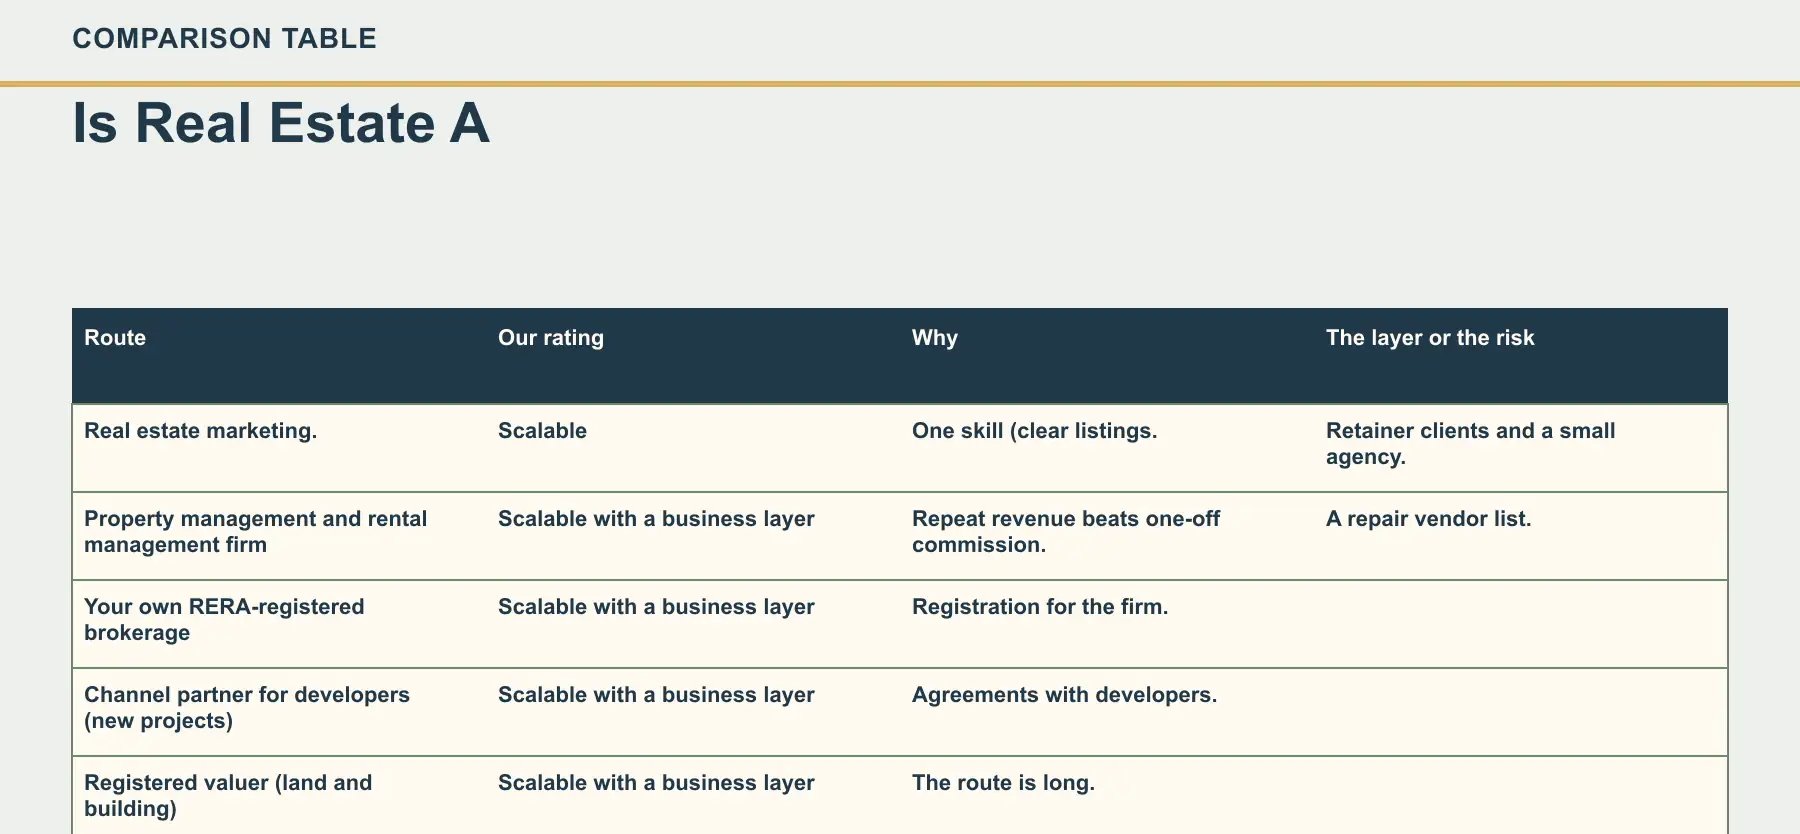 COMPARISON TABLE
Is Real Estate A
Route
Our rating
Why
The layer or the risk
Real estate marketing.
Scalable
One skill (clear listings.
Retainer clients and a small
agency.
Property management and rental
management firm
Scalable with a business layer
Repeat revenue beats one-off
commission.
A repair vendor list.
Your own RERA-registered
brokerage
Scalable with a business layer
Registration for the firm.
Channel partner for developers
(new projects)
Scalable with a business layer
Agreements with developers.
Registered valuer (land and
building)
Scalable with a business layer
The route is long.